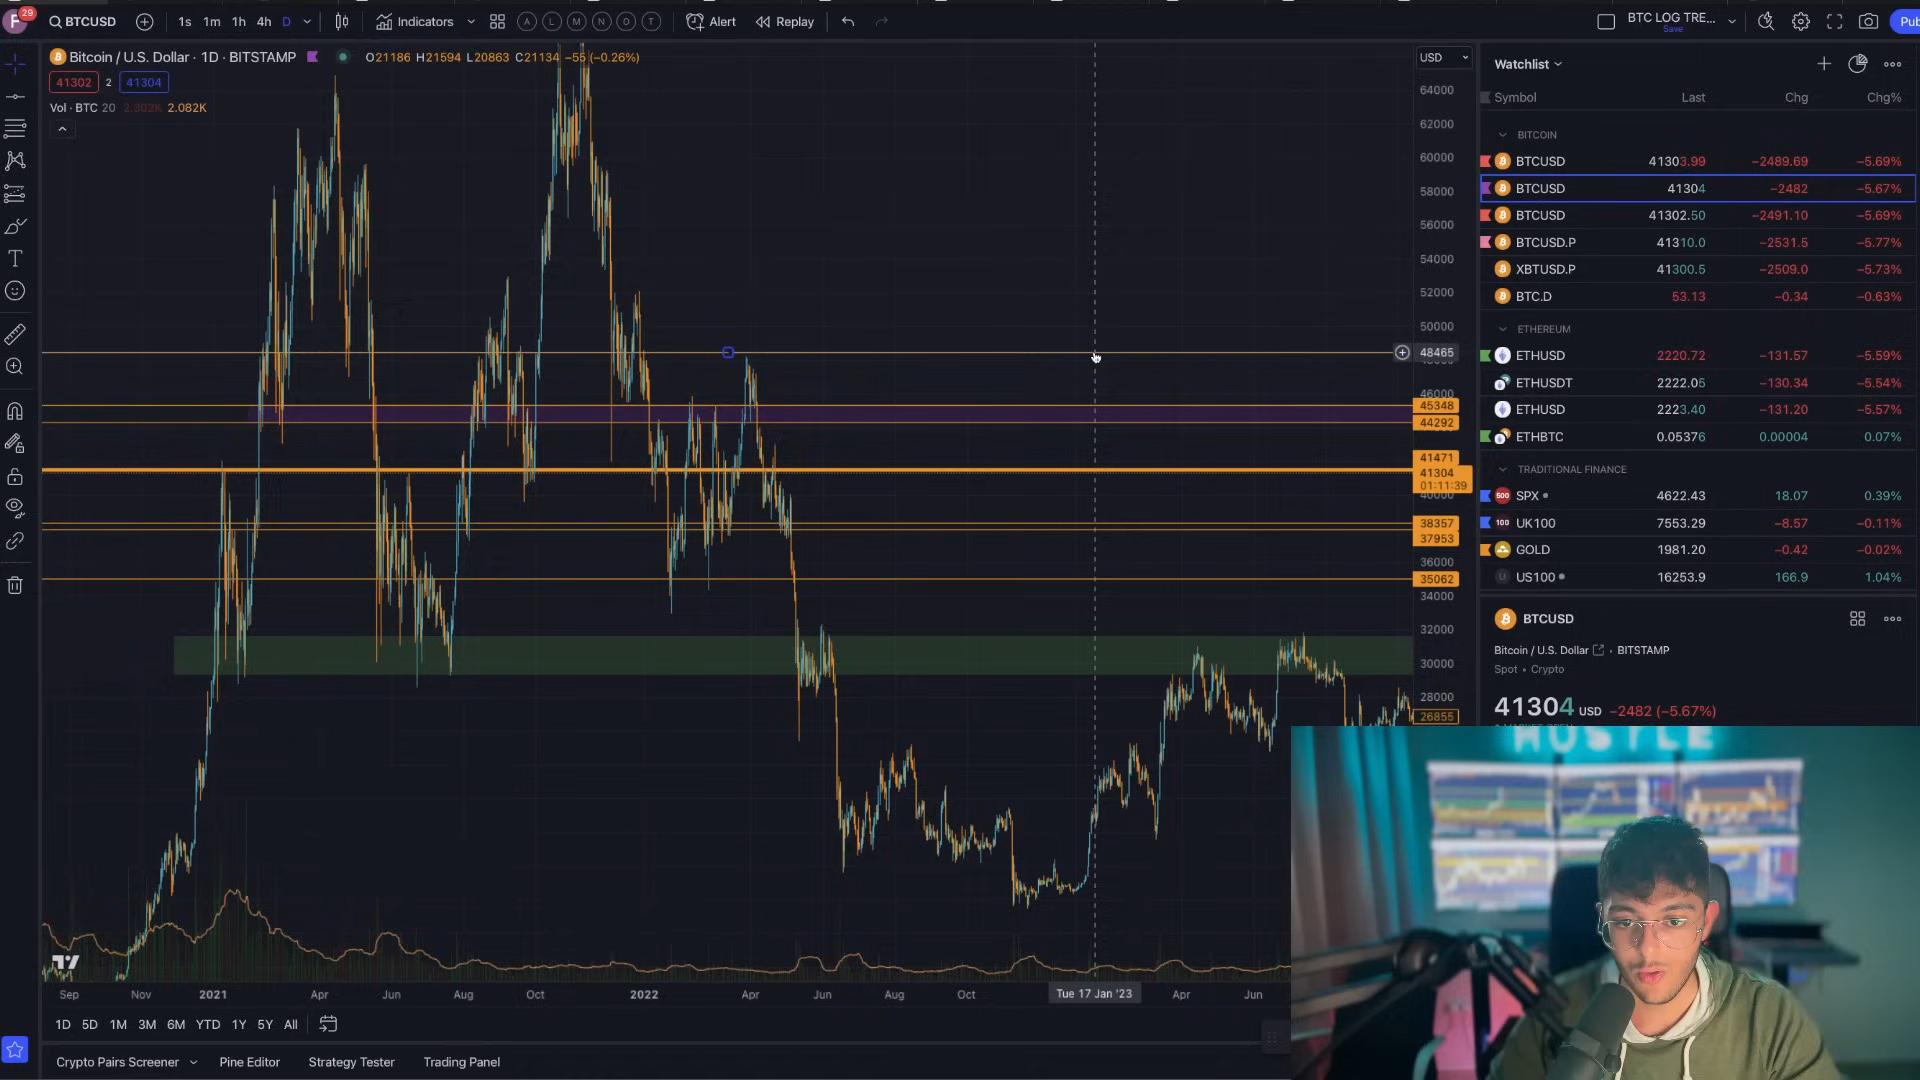 29
BTCUSD
1s 1m 1h 4h D
Indicators
A L M N O T
Alert
Replay
BTC LOG TRE...
Save
Pub
Bitcoin / U.S. Dollar · 1D · BITSTAMP
O21186 H21594 L20863 C21134 −55 (−0.26%)
41302 2 41304
Vol · BTC 20 2.302K 2.082K
USD
64000
62000
60000
58000
56000
54000
52000
50000
48465
46000
45348
44292
41471
41304
01:11:39
40000
38357
37953
36000
35062
34000
32000
30000
28000
26855
Sep Nov 2021 Apr Jun Aug Oct 2022 Apr Jun Aug Oct Tue 17 Jan '23 Apr Jun
1D 5D 1M 3M 6M YTD 1Y 5Y All
Crypto Pairs Screener Pine Editor Strategy Tester Trading Panel
Watchlist
Symbol Last Chg Chg%
BITCOIN
BTCUSD 41303.99 −2489.69 −5.69%
BTCUSD 41304 −2482 −5.67%
BTCUSD 41302.50 −2491.10 −5.69%
BTCUSD.P 41310.0 −2531.5 −5.77%
XBTUSD.P 41300.5 −2509.0 −5.73%
BTC.D 53.13 −0.34 −0.63%
ETHEREUM
ETHUSD 2220.72 −131.57 −5.59%
ETHUSDT 2222.05 −130.34 −5.54%
ETHUSD 2223.40 −131.20 −5.57%
ETHBTC 0.05376 0.00004 0.07%
TRADITIONAL FINANCE
500 SPX 4622.43 18.07 0.39%
100 UK100 7553.29 −8.57 −0.11%
GOLD 1981.20 −0.42 −0.02%
U US100 16253.9 166.9 1.04%
BTCUSD
Bitcoin / U.S. Dollar · BITSTAMP
Spot • Crypto
41304 USD −2482 (−5.67%)
HUSTLE